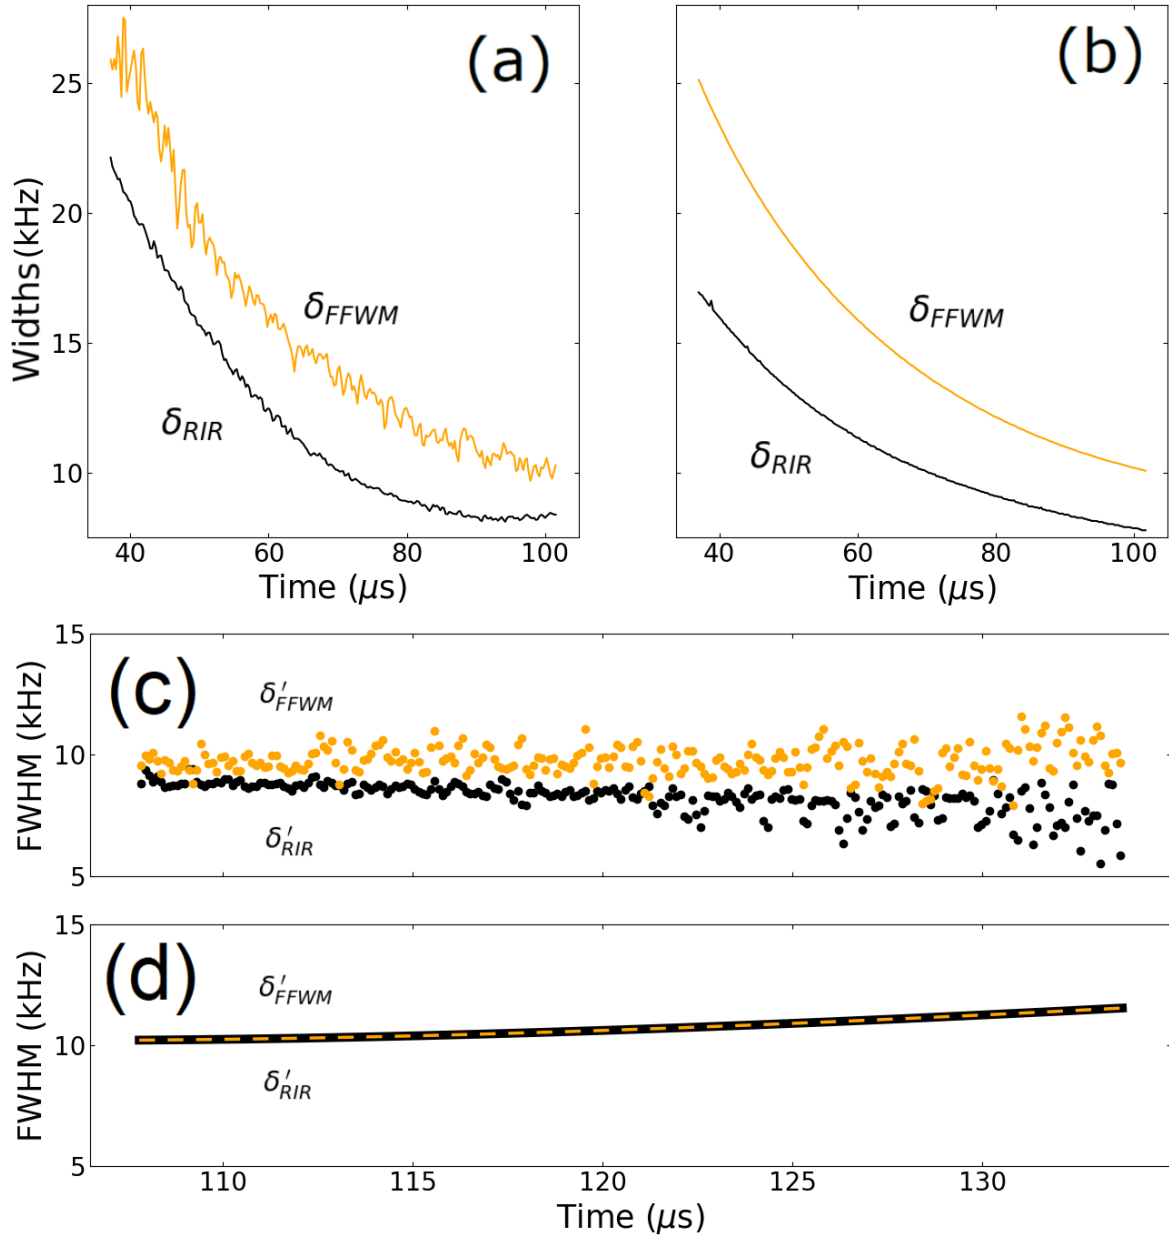 (a)
(b)
25
20
15
10
Widths (kHz)
δFFWM
δRIR
δFFWM
δRIR
40 60 80 100
40 60 80 100
Time (μs)
Time (μs)
15
10
5
FWHM (kHz)
(c)
δ′FFWM
δ′RIR
15
10
5
FWHM (kHz)
(d)
δ′FFWM
δ′RIR
110 115 120 125 130
Time (μs)